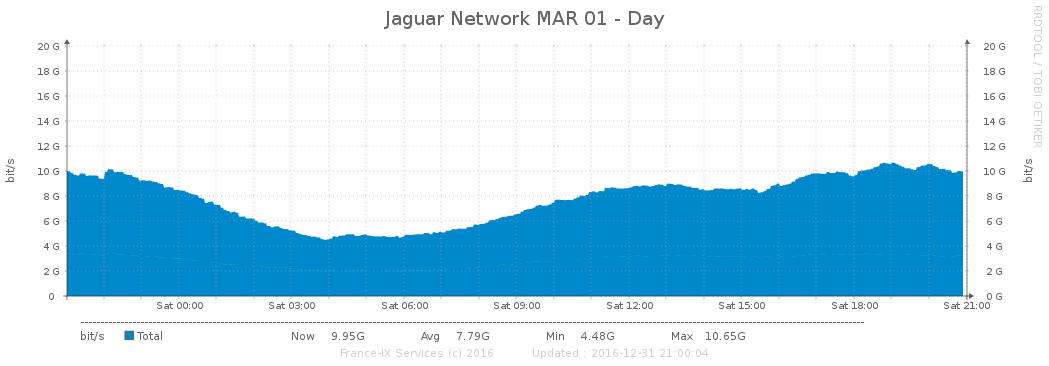 Jaguar Network MAR 01 - Day
RRDTOOL / TOBI OETIKER
bit/s
bit/s
20 G 20 G
18 G 18 G
16 G 16 G
14 G 14 G
12 G 12 G
10 G 10 G
8 G 8 G
6 G 6 G
4 G 4 G
2 G 2 G
0 0 G
Sat 00:00 Sat 03:00 Sat 06:00 Sat 09:00 Sat 12:00 Sat 15:00 Sat 18:00 Sat 21:00
bit/s Total Now 9.95G Avg 7.79G Min 4.48G Max 10.65G
France-IX Services (c) 2016 Updated : 2016-12-31 21:00:04